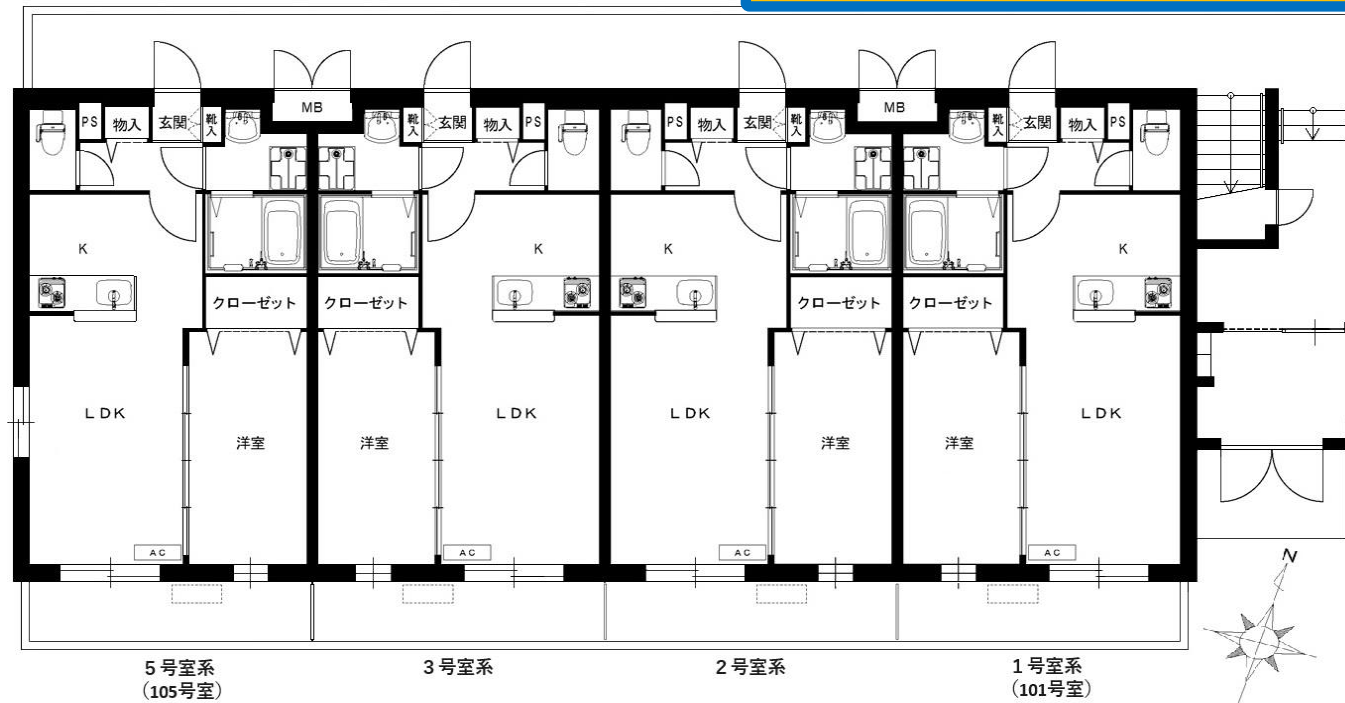 MB
MB
PS 物入 玄関 靴入
靴入 玄関 物入 PS
PS 物入 玄関 靴入
靴入 玄関 物入 PS
K
K
K
K
クローゼット
クローゼット
クローゼット
クローゼット
LDK
洋室
洋室
LDK
LDK
洋室
洋室
LDK
AC
AC
AC
AC
N
5号室系
(105号室)
3号室系
2号室系
1号室系
(101号室)